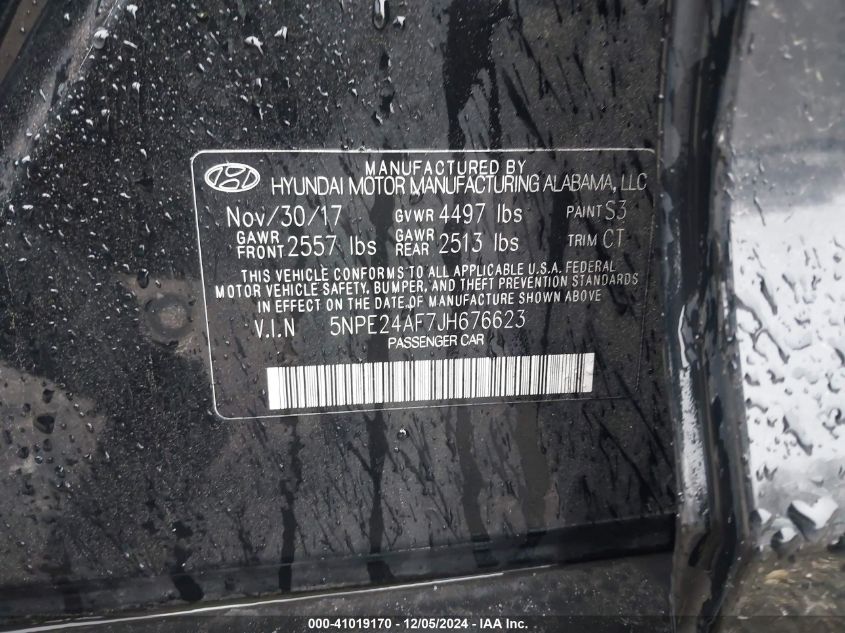 MANUFACTURED BY
HYUNDAI MOTOR MANUFACTURING ALABAMA, LLC
Nov/30/17 GVWR 4497 lbs PAINT S3
GAWR FRONT 2557 lbs GAWR REAR 2513 lbs TRIM CT
THIS VEHICLE CONFORMS TO ALL APPLICABLE U.S.A. FEDERAL
MOTOR VEHICLE SAFETY, BUMPER, AND THEFT PREVENTION STANDARDS
IN EFFECT ON THE DATE OF MANUFACTURE SHOWN ABOVE
V.I.N 5NPE24AF7JH676623
PASSENGER CAR
000-41019170 - 12/05/2024 - IAA Inc.